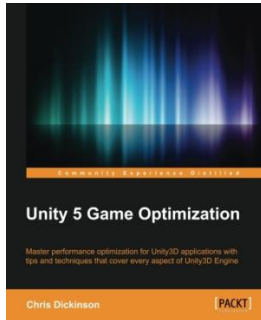 Community Experience Distilled
Unity 5 Game Optimization
Master performance optimization for Unity3D applications with
tips and techniques that cover every aspect of Unity3D Engine
Chris Dickinson
[PACKT]